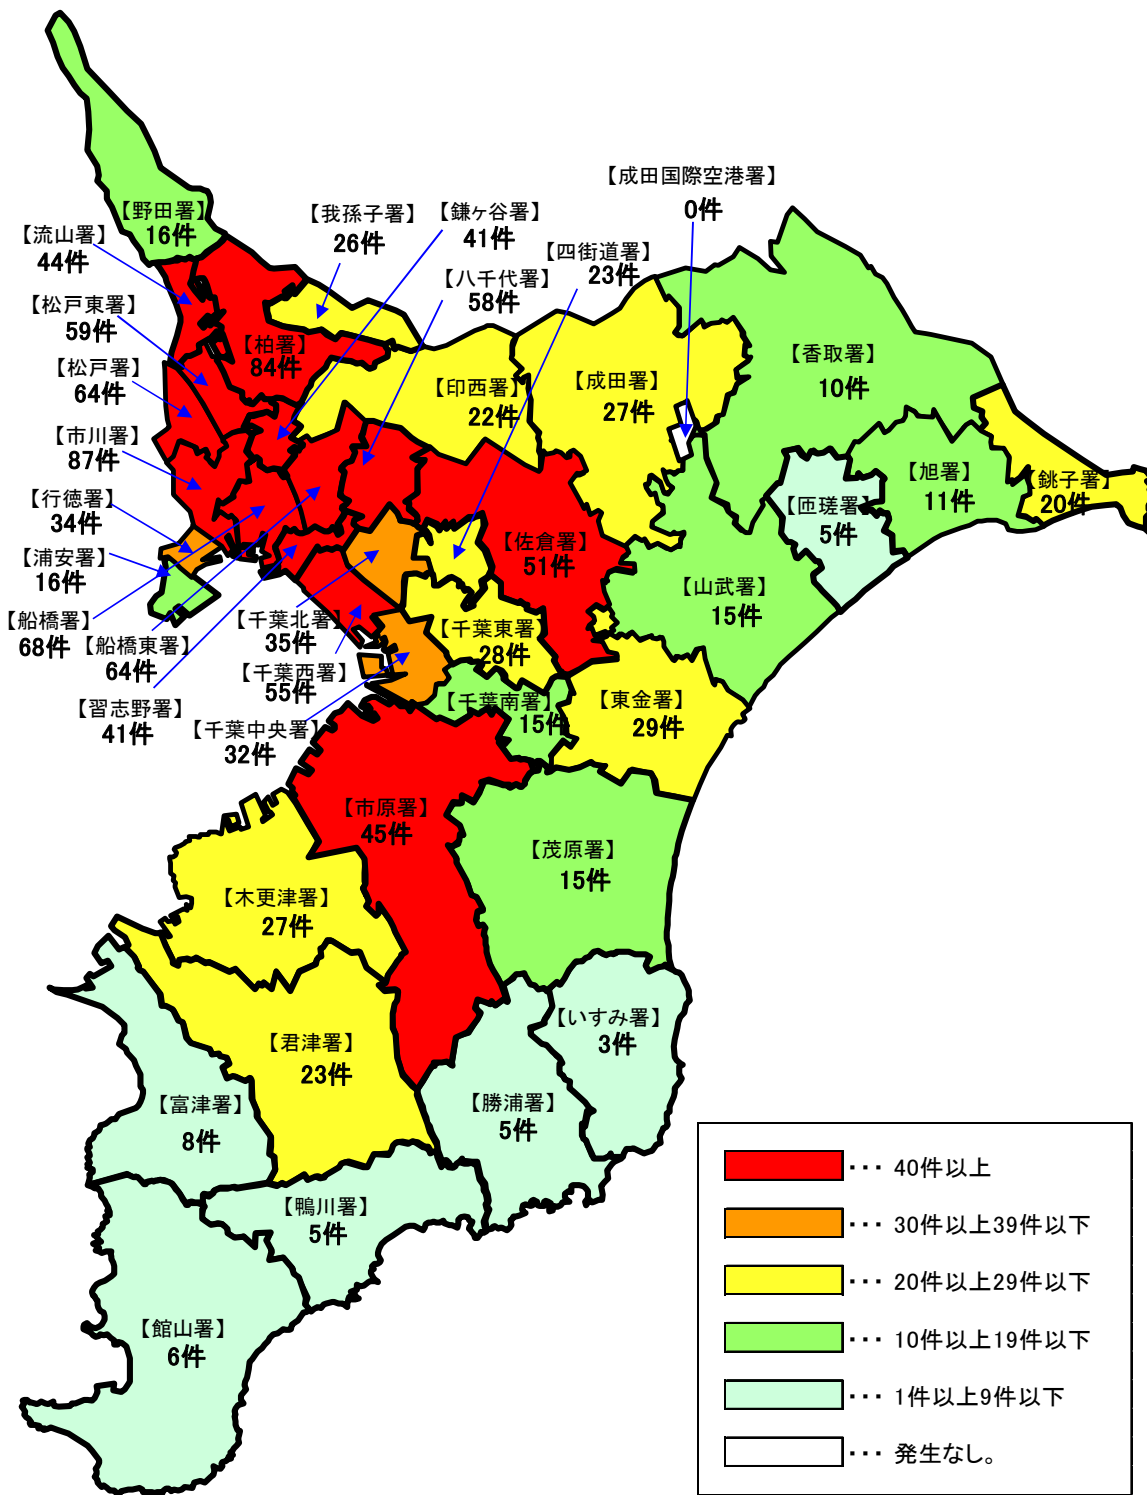 【成田国際空港署】
0件
【野田署】
16件
【我孫子署】
26件
【鎌ヶ谷署】
41件
【流山署】
44件
【四街道署】
23件
【八千代署】
58件
【松戸東署】
59件
【柏署】
84件
【松戸署】
64件
【印西署】
22件
【成田署】
27件
【香取署】
10件
【市川署】
87件
【旭署】
11件
【銚子署】
20件
【匝瑳署】
5件
【行徳署】
34件
【浦安署】
16件
【佐倉署】
51件
【山武署】
15件
【船橋署】
68件
【船橋東署】
64件
【千葉北署】
35件
【千葉東署】
28件
【千葉西署】
55件
【習志野署】
41件
【千葉南署】
15件
【東金署】
29件
【千葉中央署】
32件
【市原署】
45件
【茂原署】
15件
【木更津署】
27件
【君津署】
23件
【いすみ署】
3件
【富津署】
8件
【勝浦署】
5件
【鴨川署】
5件
【館山署】
6件
・・・ 40件以上
・・・ 30件以上39件以下
・・・ 20件以上29件以下
・・・ 10件以上19件以下
・・・ 1件以上9件以下
・・・ 発生なし。